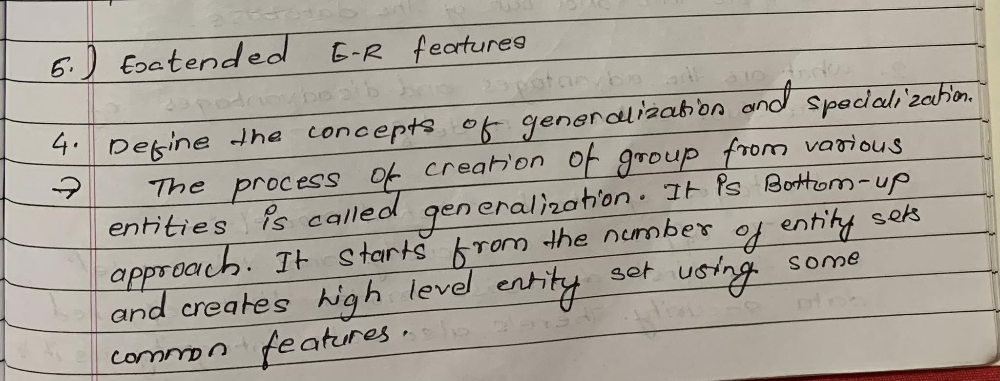 5.) Extended E-R features
4. Define the concepts of generalization and specialization.
→ The process of creation of group from various
entities is called generalization. It is Bottom-up
approach. It starts from the number of entity sets
and creates high level entity set using some
common features.